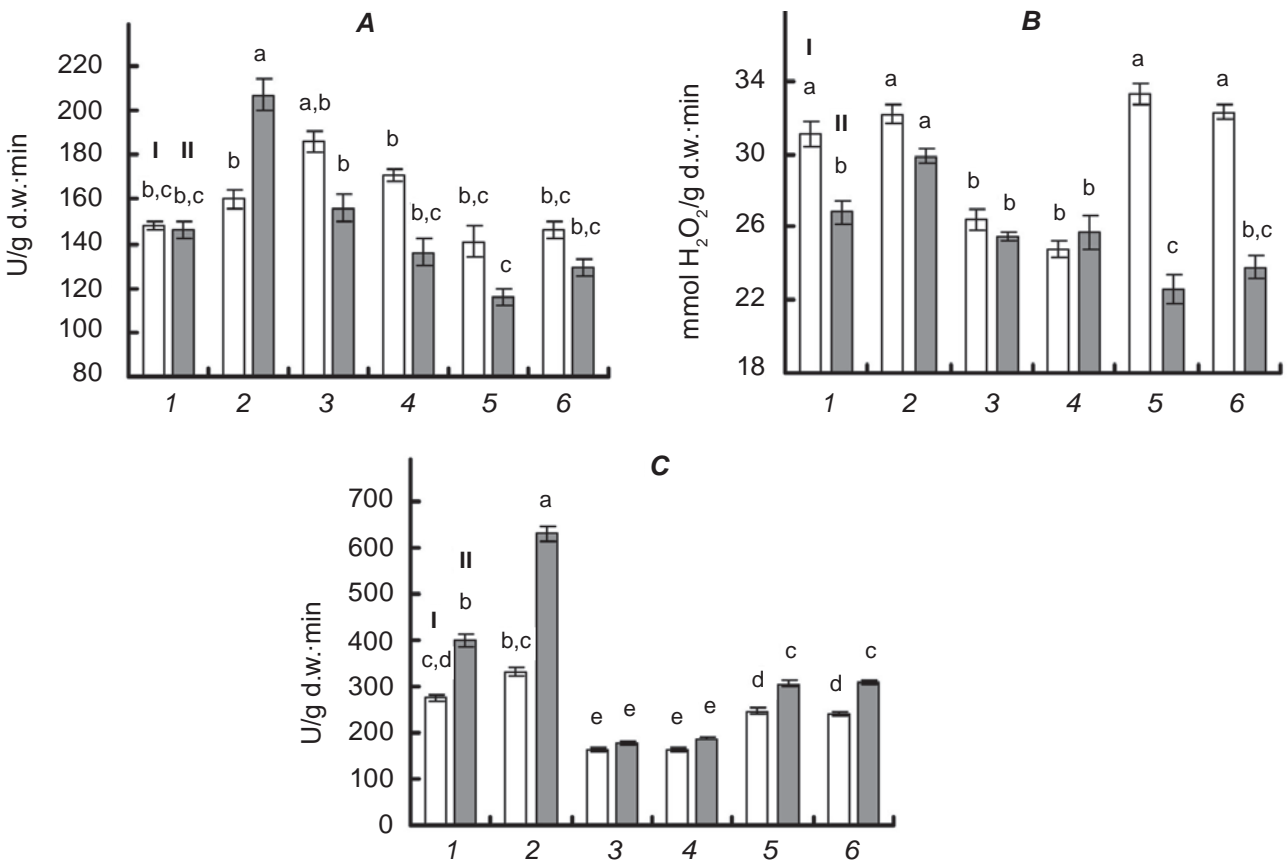 A
U/g d.w.·min
220
200
180
160
140
120
100
80
I
II
b,c
b,c
b
a
a,b
b
b
b,c
b,c
c
b,c
b,c
1 2 3 4 5 6
B
mmol H₂O₂/g d.w.·min
34
30
26
22
18
I
a
II
b
a
a
b
b
b
b
a
c
a
b,c
1 2 3 4 5 6
C
U/g d.w.·min
700
600
500
400
300
200
100
0
I
c,d
II
b
b,c
a
e
e
e
e
d
c
d
c
1 2 3 4 5 6